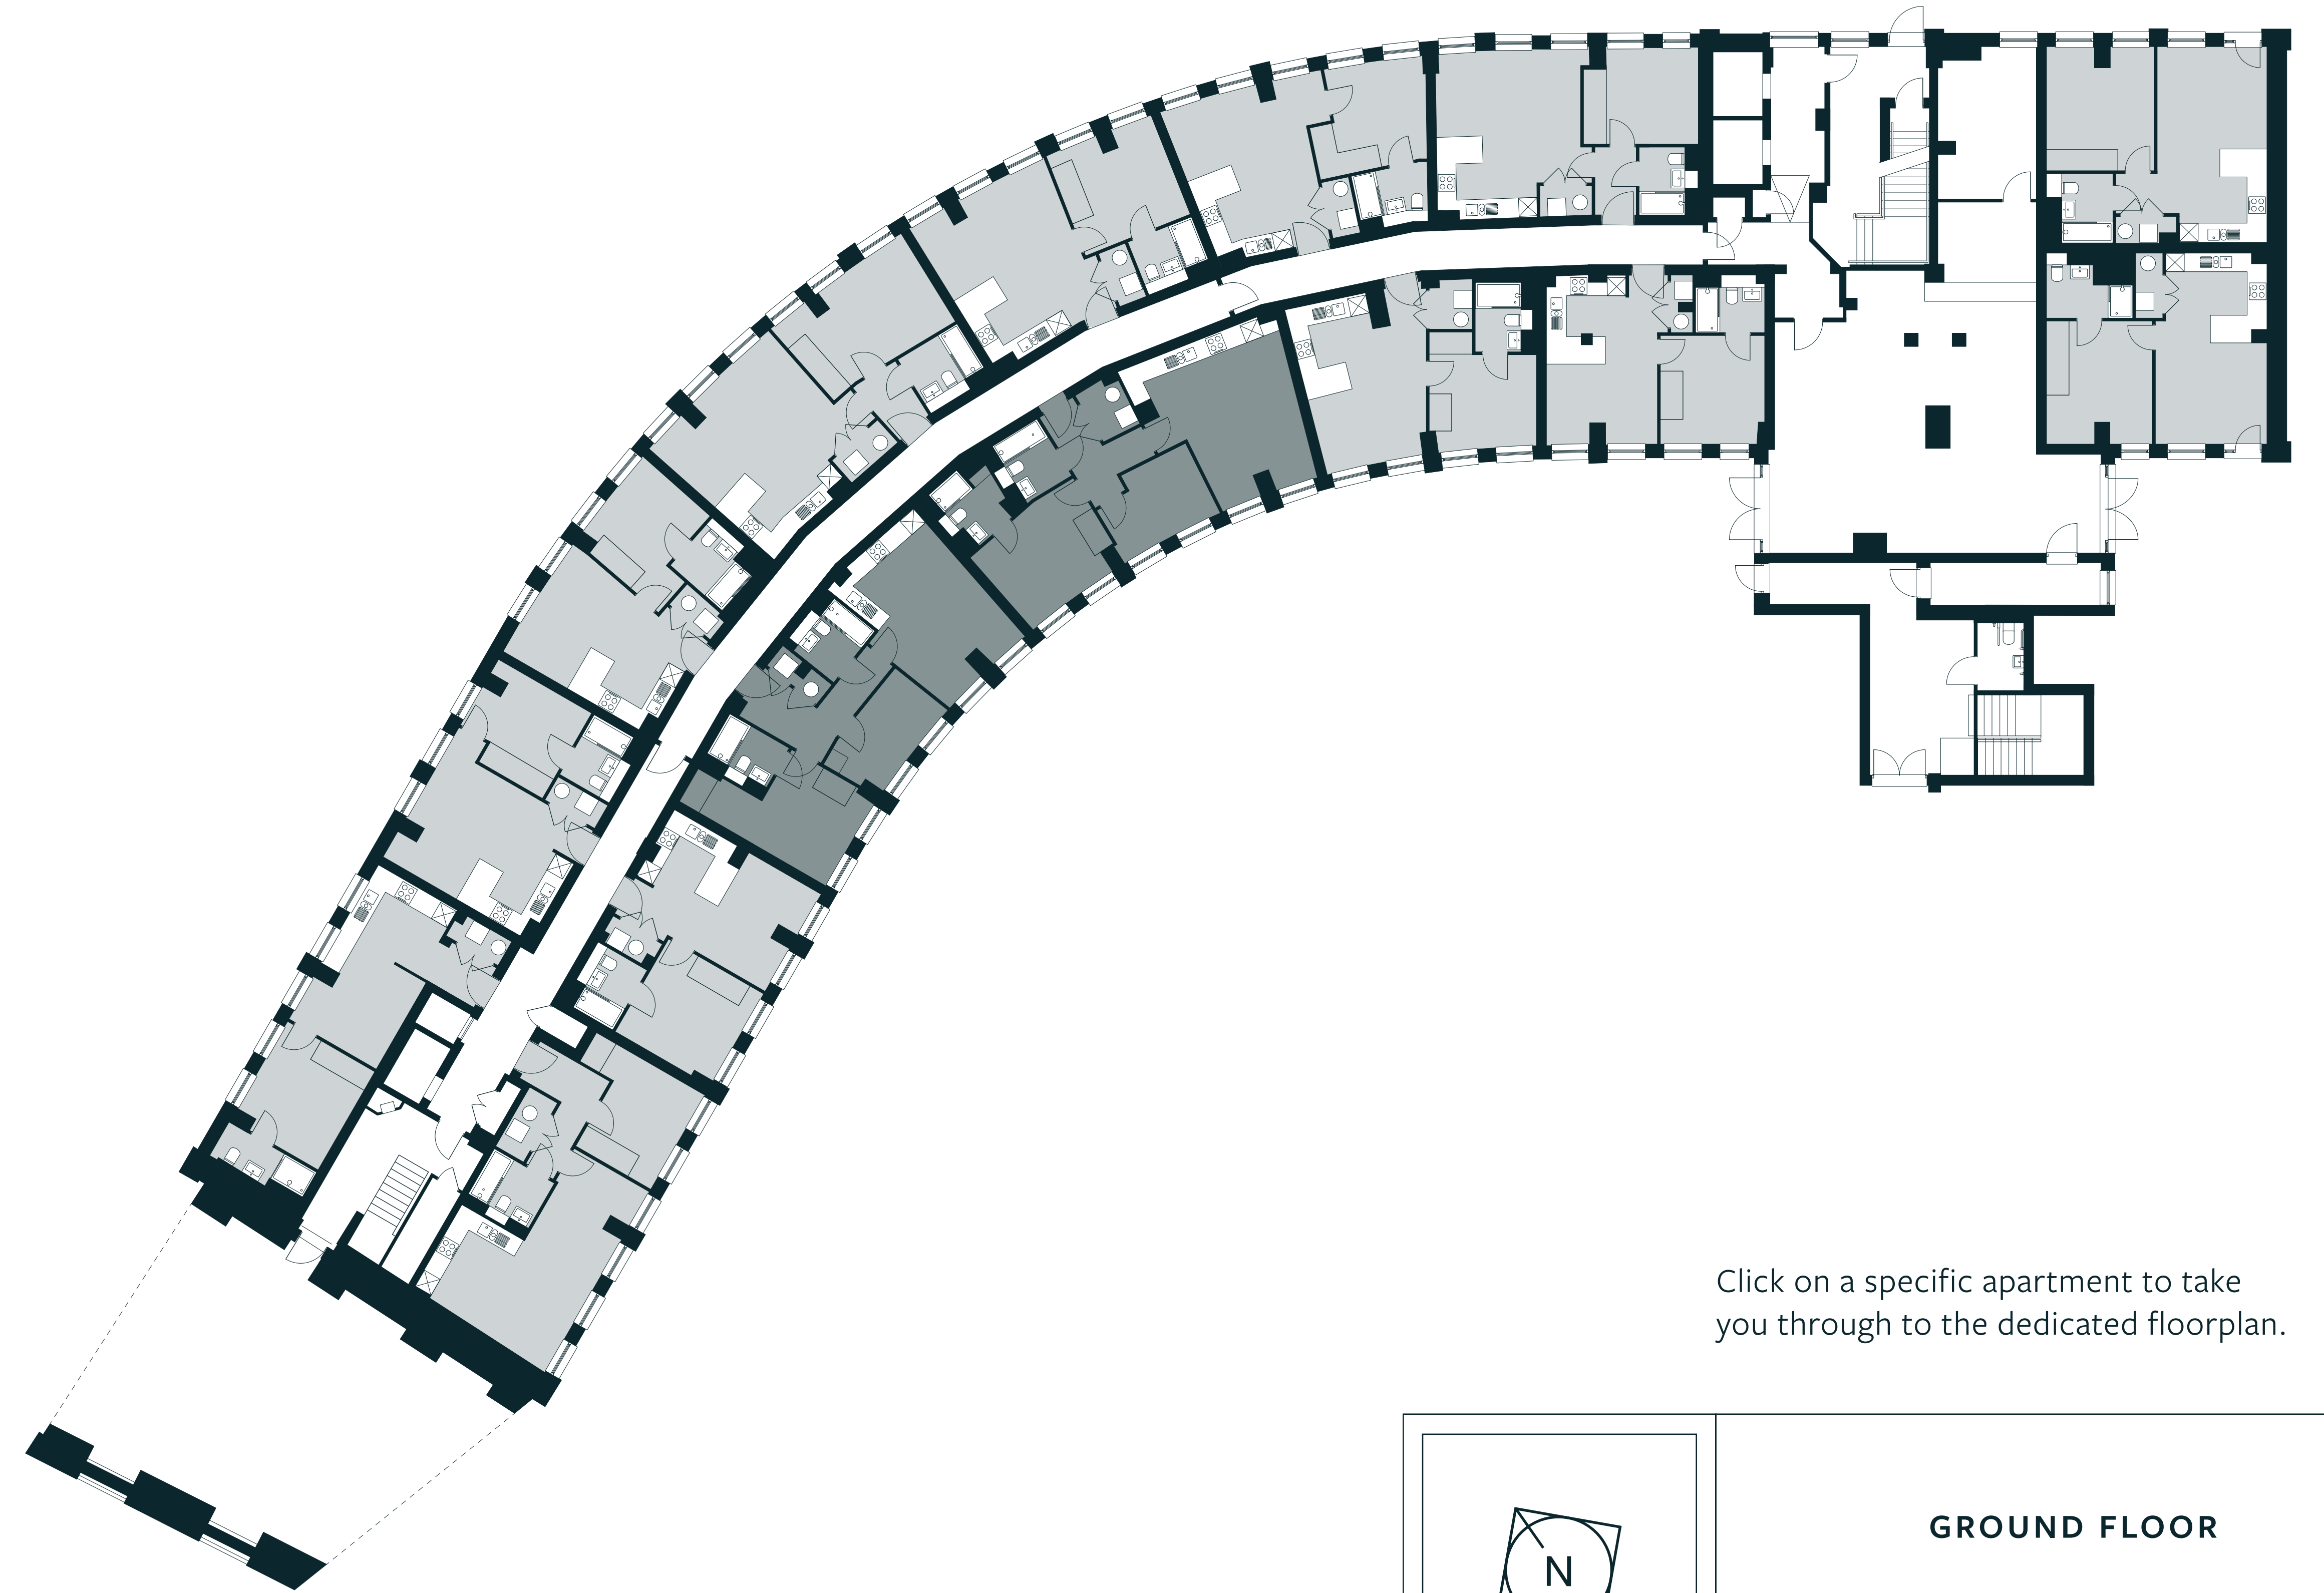 Click on a specific apartment to take
you through to the dedicated floorplan.
GROUND FLOOR
N